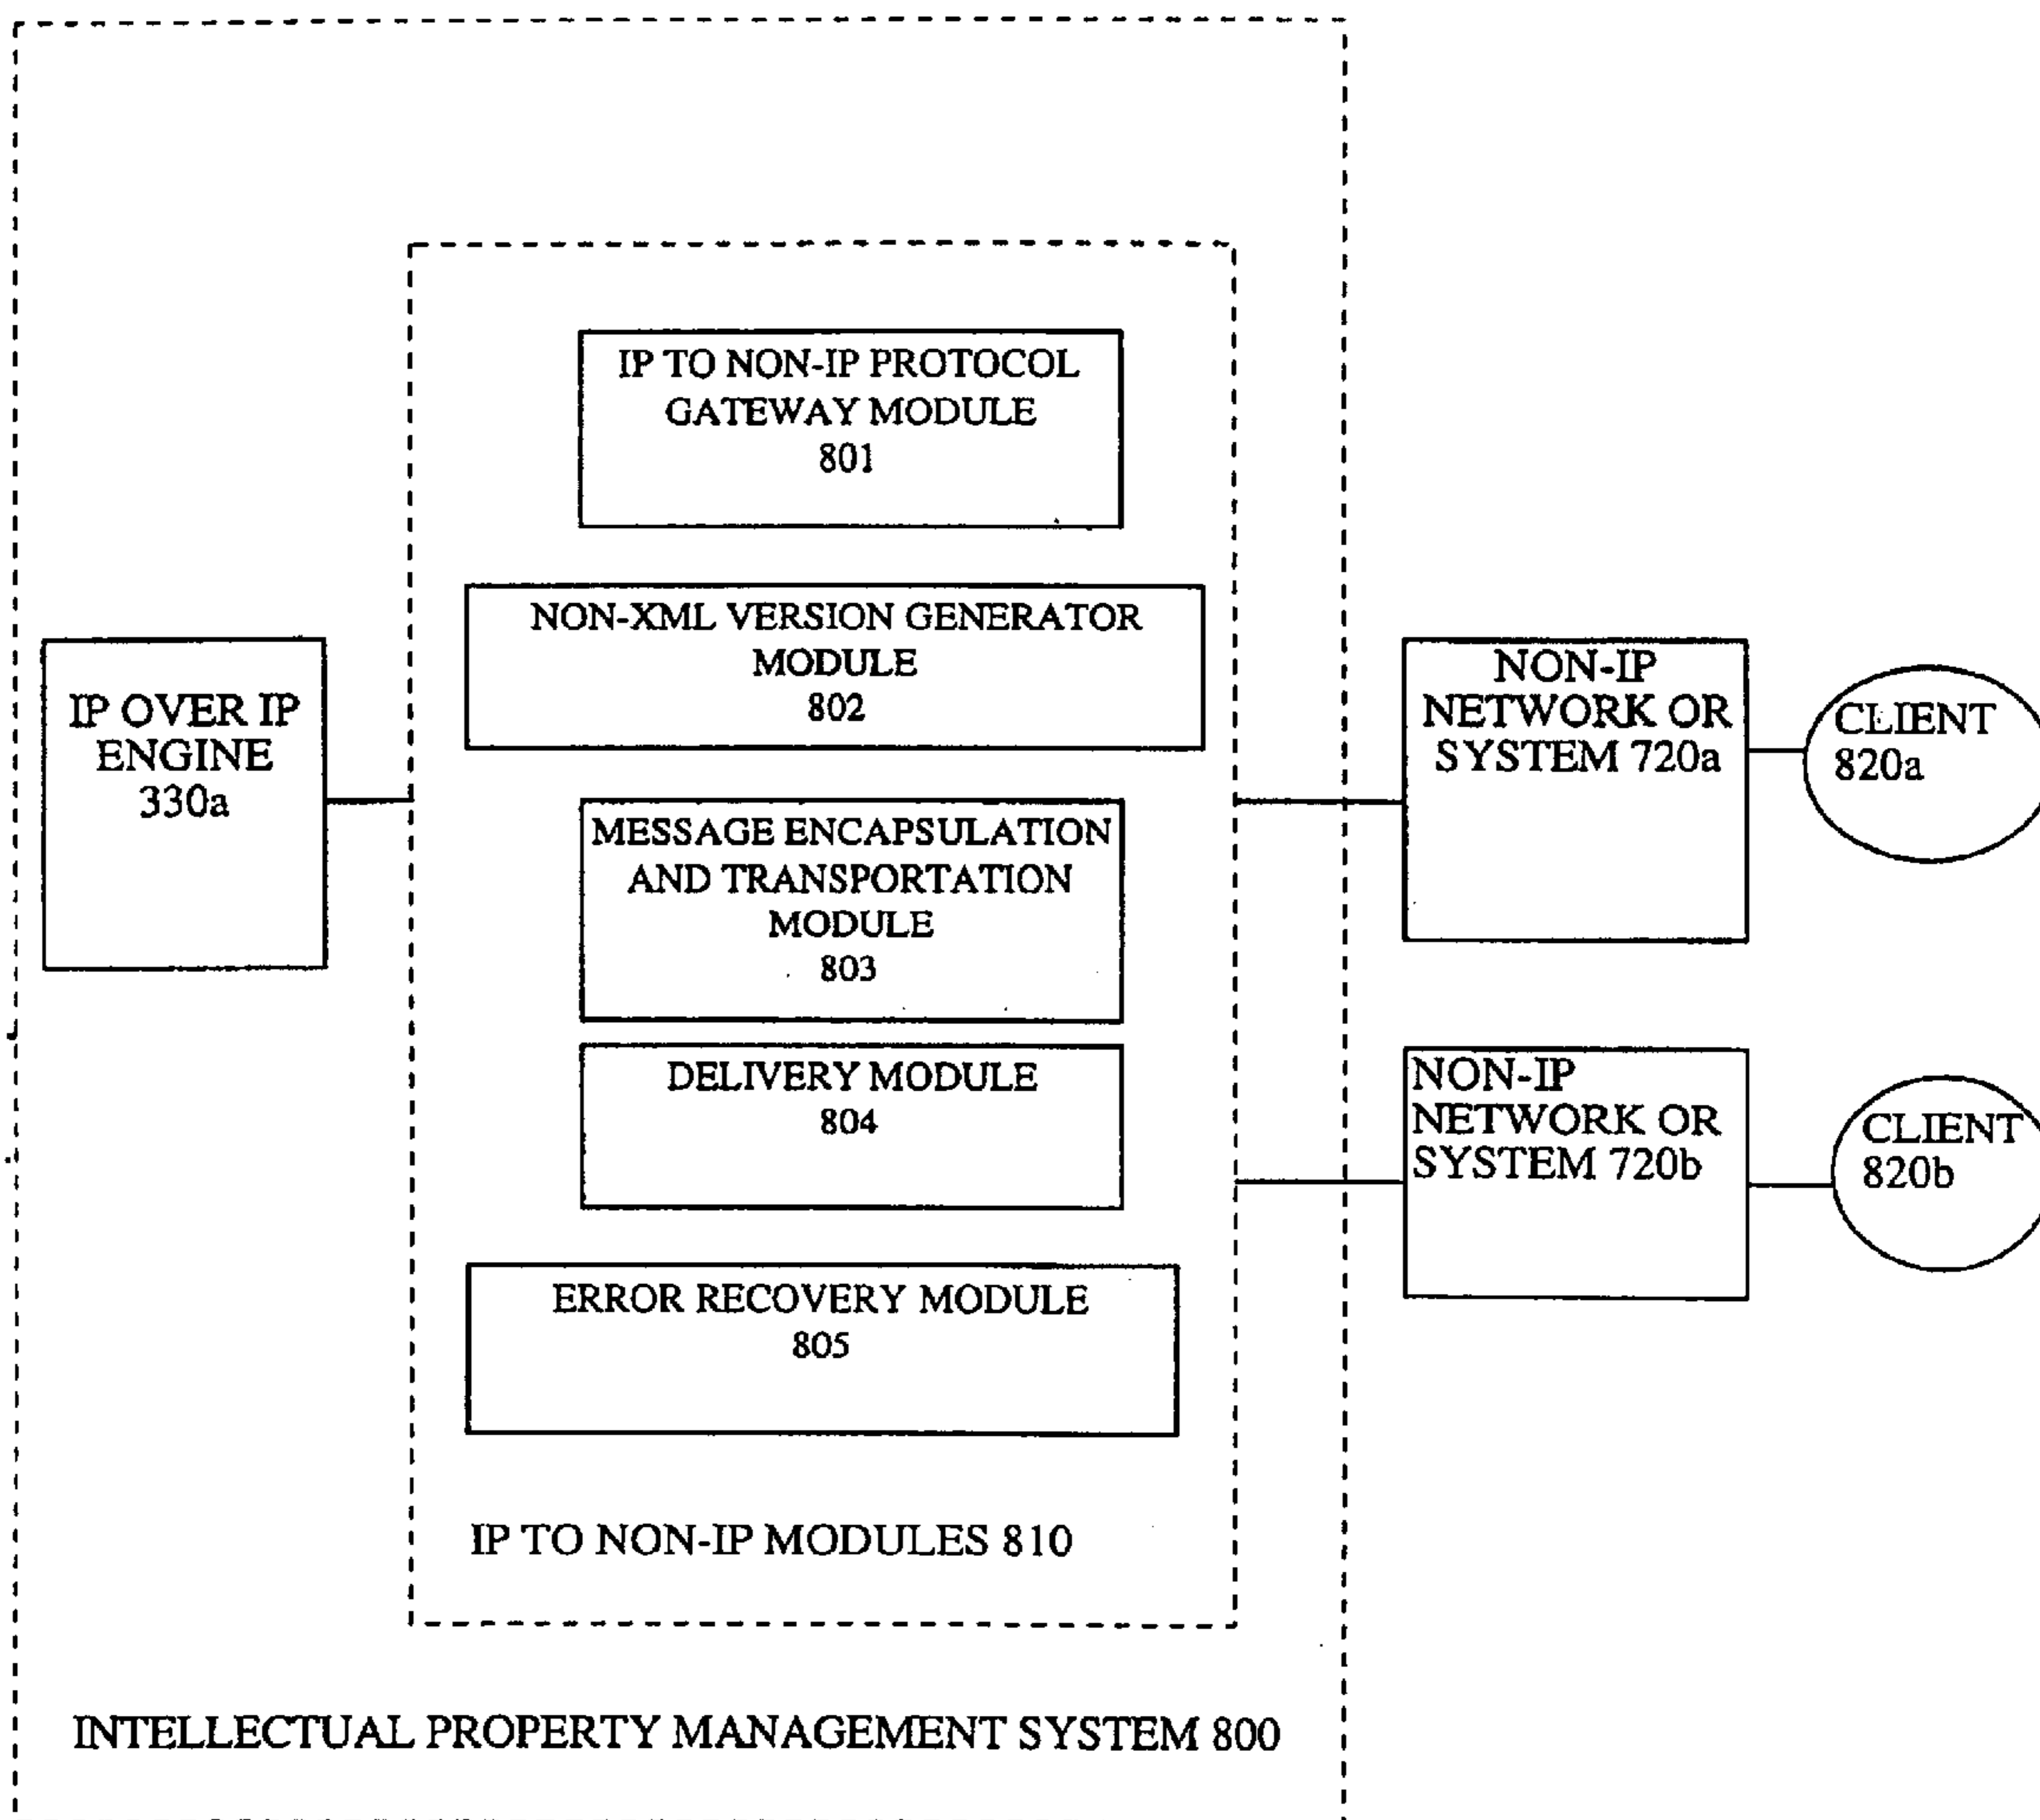 IP TO NON-IP PROTOCOL
GATEWAY MODULE
801
NON-XML VERSION GENERATOR
MODULE
802
IP OVER IP
ENGINE
330a
MESSAGE ENCAPSULATION
AND TRANSPORTATION
MODULE
803
DELIVERY MODULE
804
ERROR RECOVERY MODULE
805
IP TO NON-IP MODULES 810
INTELLECTUAL PROPERTY MANAGEMENT SYSTEM 800
NON-IP
NETWORK OR
SYSTEM 720a
CLIENT
820a
NON-IP
NETWORK OR
SYSTEM 720b
CLIENT
820b